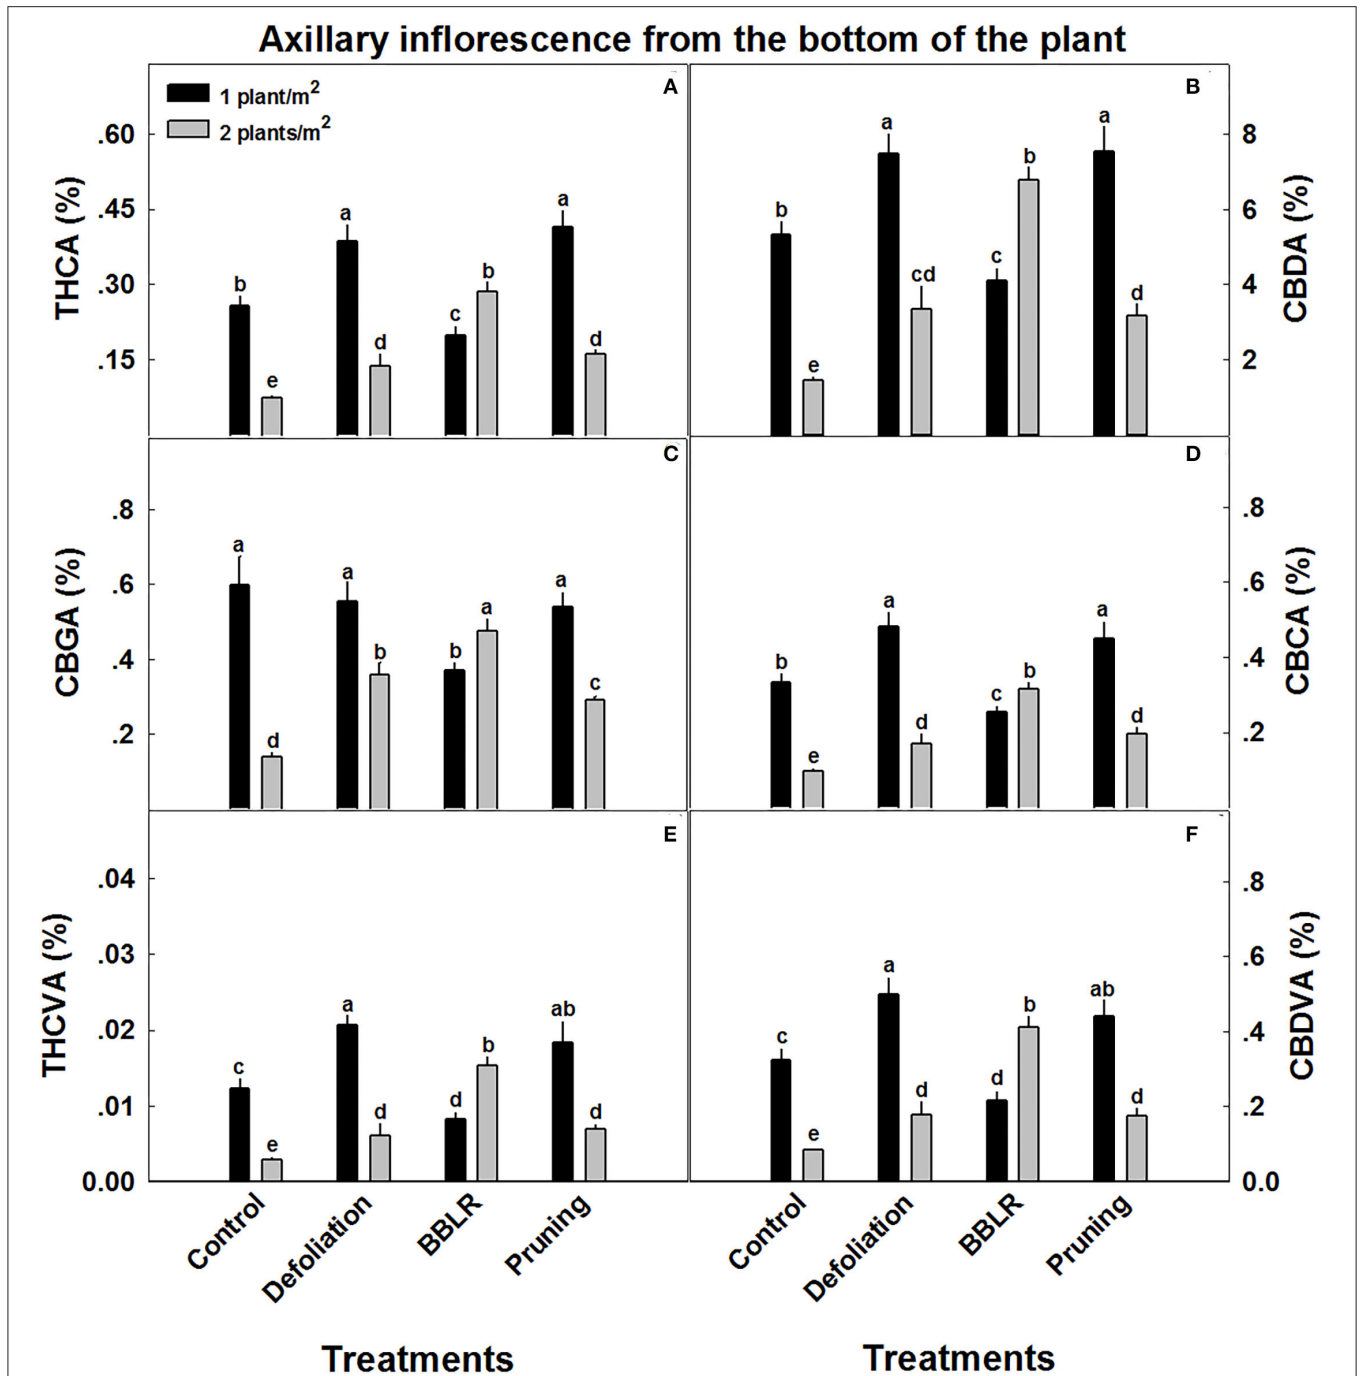 Axillary inflorescence from the bottom of the plant
1 plant/m²
2 plants/m²
A
THCA (%)
.60
.45
.30
.15
b
e
a
d
c
b
a
d
B
CBDA (%)
8
6
4
2
b
e
a
cd
c
b
a
d
C
CBGA (%)
.8
.6
.4
.2
a
d
a
b
b
a
a
c
D
CBCA (%)
.8
.6
.4
.2
b
e
a
d
c
b
a
d
E
THCVA (%)
.04
.03
.02
.01
0.00
c
e
a
d
d
b
ab
d
F
CBDVA (%)
.8
.6
.4
.2
0.0
c
e
a
d
d
b
ab
d
Control
Defoliation
BBLR
Pruning
Control
Defoliation
BBLR
Pruning
Treatments
Treatments